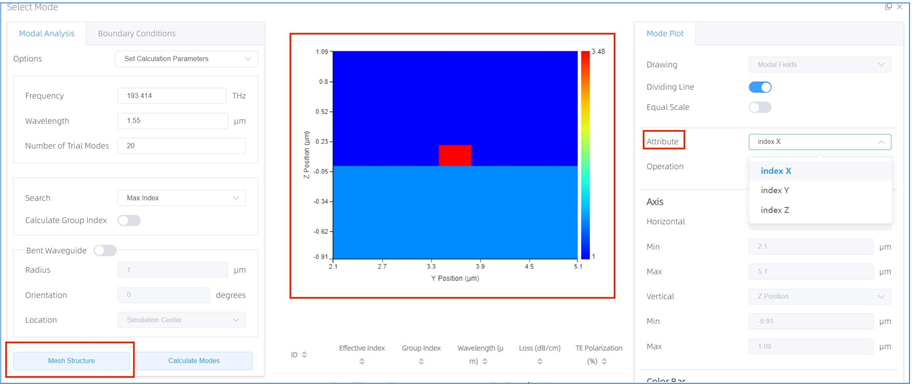 Select Mode
Modal Analysis
Boundary Conditions
Options
Set Calculation Parameters
Frequency
193.414
THz
Wavelength
1.55
μm
Number of Trial Modes
20
Search
Max Index
Calculate Group Index
Bent Waveguide
Radius
1
μm
Orientation
0
degrees
Location
Simulation Center
Mesh Structure
Calculate Modes
1.09
0.8
0.52
0.23
-0.05
-0.34
-0.62
-0.91
Z Position (μm)
2.1
2.7
3.3
3.9
4.5
5.1
Y Position (μm)
3.48
1
ID
Effective Index
Group Index
Wavelength (μ
m)
Loss (dB/cm)
TE Polarization
(%)
Mode Plot
Drawing
Modal Fields
Dividing Line
Equal Scale
Attribute
index X
Operation
index X
index Y
index Z
Axis
Horizontal
Min
2.1
μm
Max
5.1
μm
Vertical
Z Position
Min
-0.91
μm
Max
1.09
μm
Color Bar